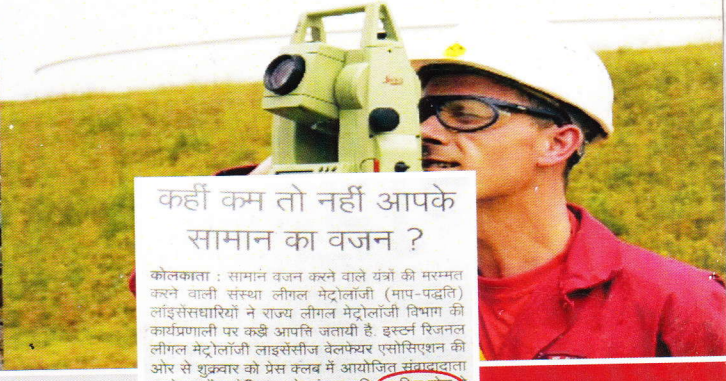 कहीं कम तो नहीं आपके
सामान का वजन ?
कोलकाता : सामान वजन करने वाले यंत्रों की मरम्मत
करने वाली संस्था लीगल मेट्रोलॉजी (माप-पद्धति)
लाइसेंसधारियों ने राज्य लीगल मेट्रोलॉजी विभाग की
कार्यप्रणाली पर कडी आपत्ति जतायी है. इस्टर्न रिजनल
लीगल मेट्रोलॉजी लाइसेंसीज वेलफेयर एसोसिएशन की
ओर से शुक्रवार को प्रेस क्लब में आयोजित संवाददाता